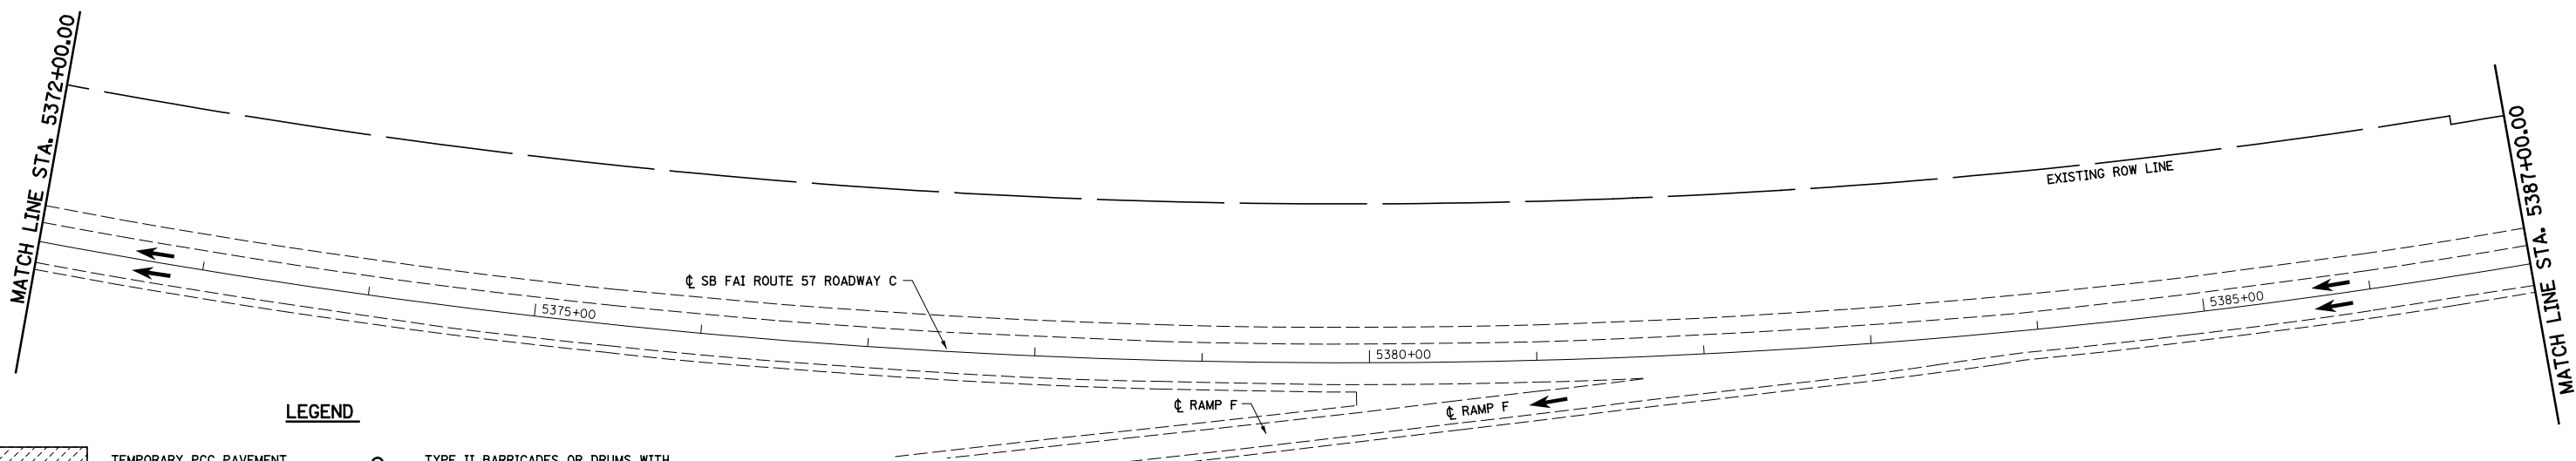 MATCH LINE STA. 5372+00.00
EXISTING ROW LINE
MATCH LINE STA. 5387+00.00
℄ SB FAI ROUTE 57 ROADWAY C
5375+00
5380+00
5385+00
℄ RAMP F
℄ RAMP F
LEGEND
TEMPORARY PCC PAVEMENT
TYPE II BARRICADES OR DRUMS WITH